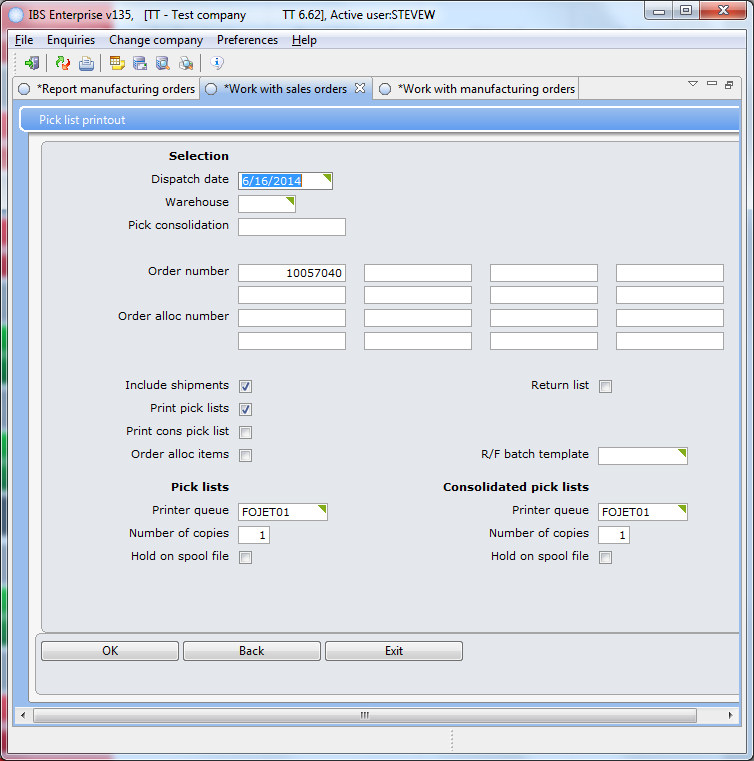 IBS Enterprise v135, [TT - Test company TT 6.62], Active user:STEVEW
File Enquiries Change company Preferences Help
*Report manufacturing orders *Work with sales orders *Work with manufacturing orders
Pick list printout
Selection
Dispatch date 6/16/2014
Warehouse
Pick consolidation
Order number 10057040
Order alloc number
Include shipments Return list
Print pick lists
Print cons pick list
Order alloc items R/F batch template
Pick lists Consolidated pick lists
Printer queue FOJET01 Printer queue FOJET01
Number of copies 1 Number of copies 1
Hold on spool file Hold on spool file
OK Back Exit